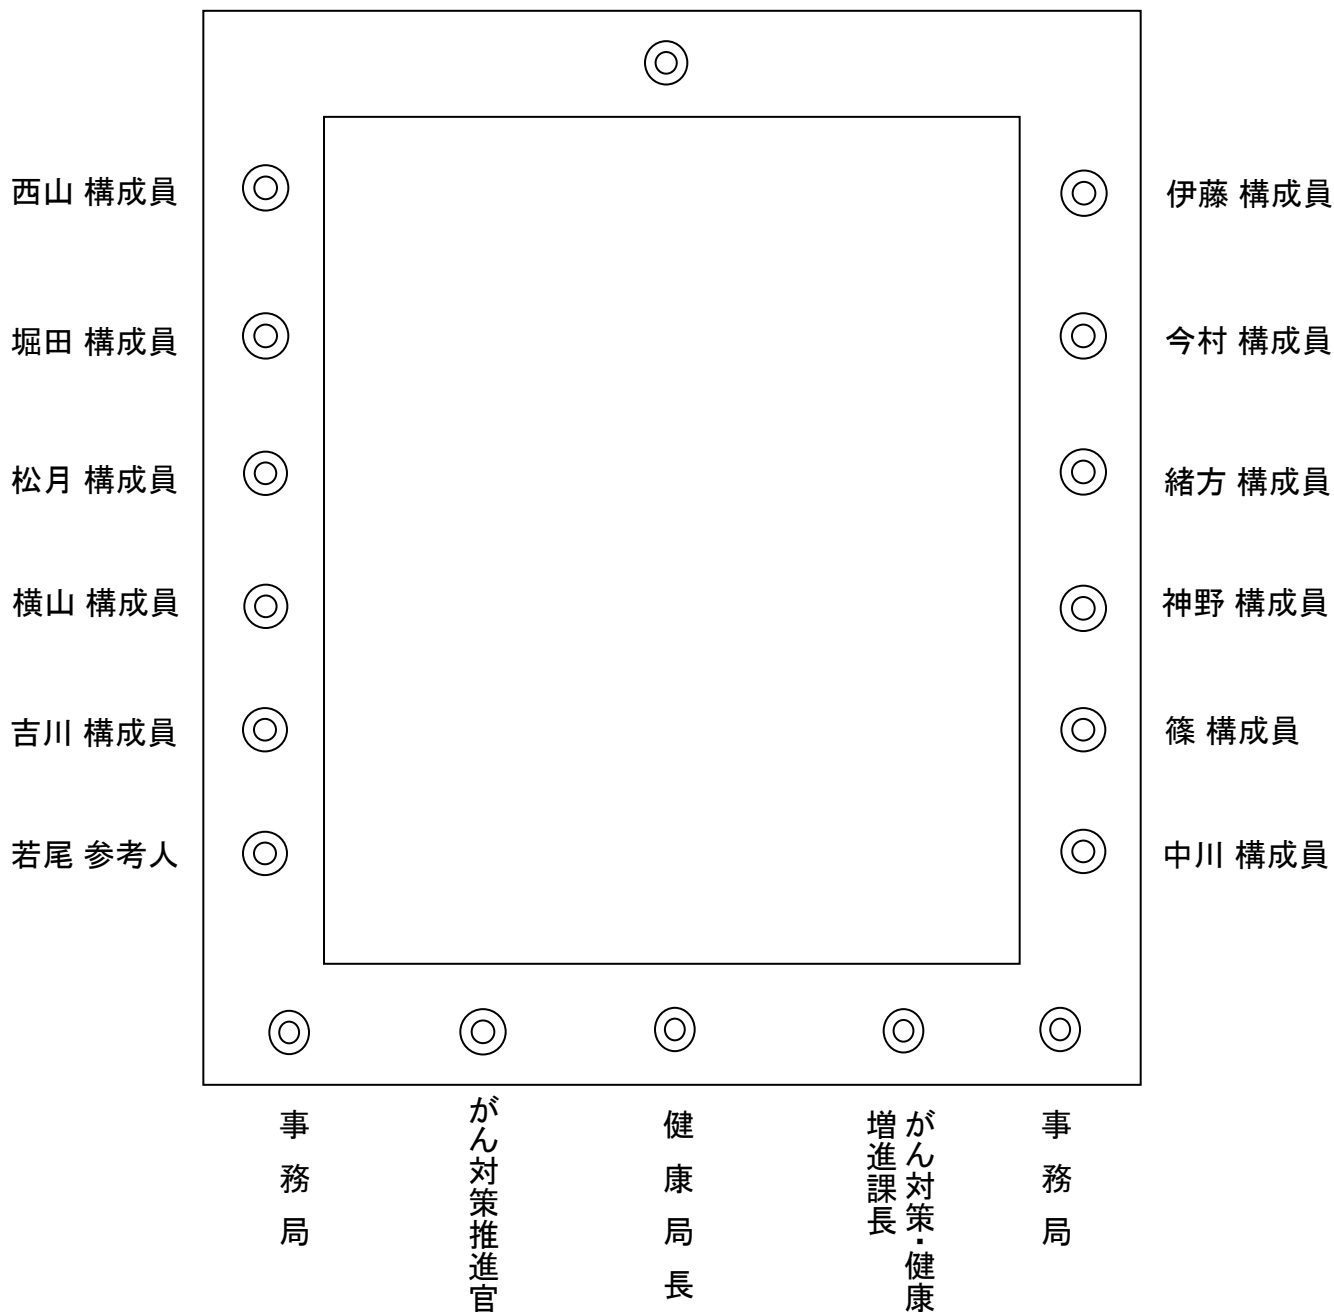 西山 構成員
堀田 構成員
松月 構成員
横山 構成員
吉川 構成員
若尾 参考人
伊藤 構成員
今村 構成員
緒方 構成員
神野 構成員
篠 構成員
中川 構成員
事務局
がん対策推進官
健康局長
がん対策・健康
増進課長
事務局